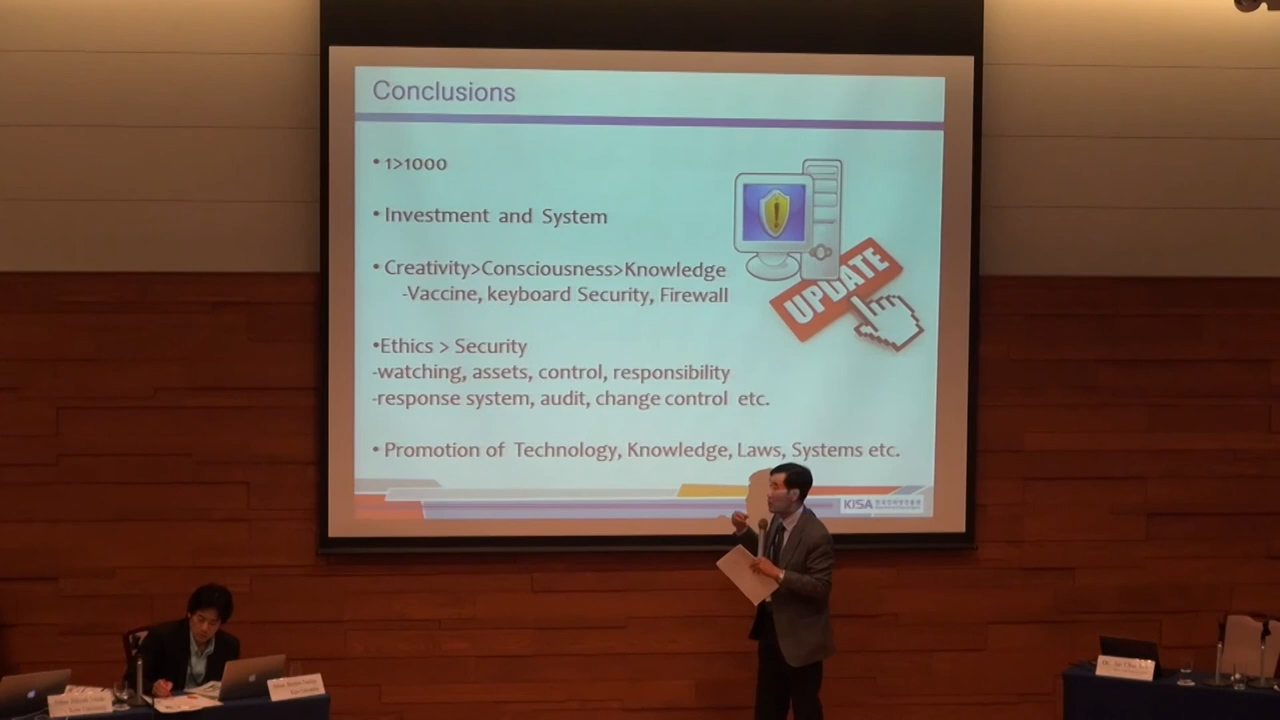 Conclusions
• 1>1000
• Investment and System
• Creativity>Consciousness>Knowledge
-Vaccine, keyboard Security, Firewall
UPDATE
•Ethics > Security
-watching, assets, control, responsibility
-response system, audit, change control etc.
• Promotion of Technology, Knowledge, Laws, Systems etc.
KISA